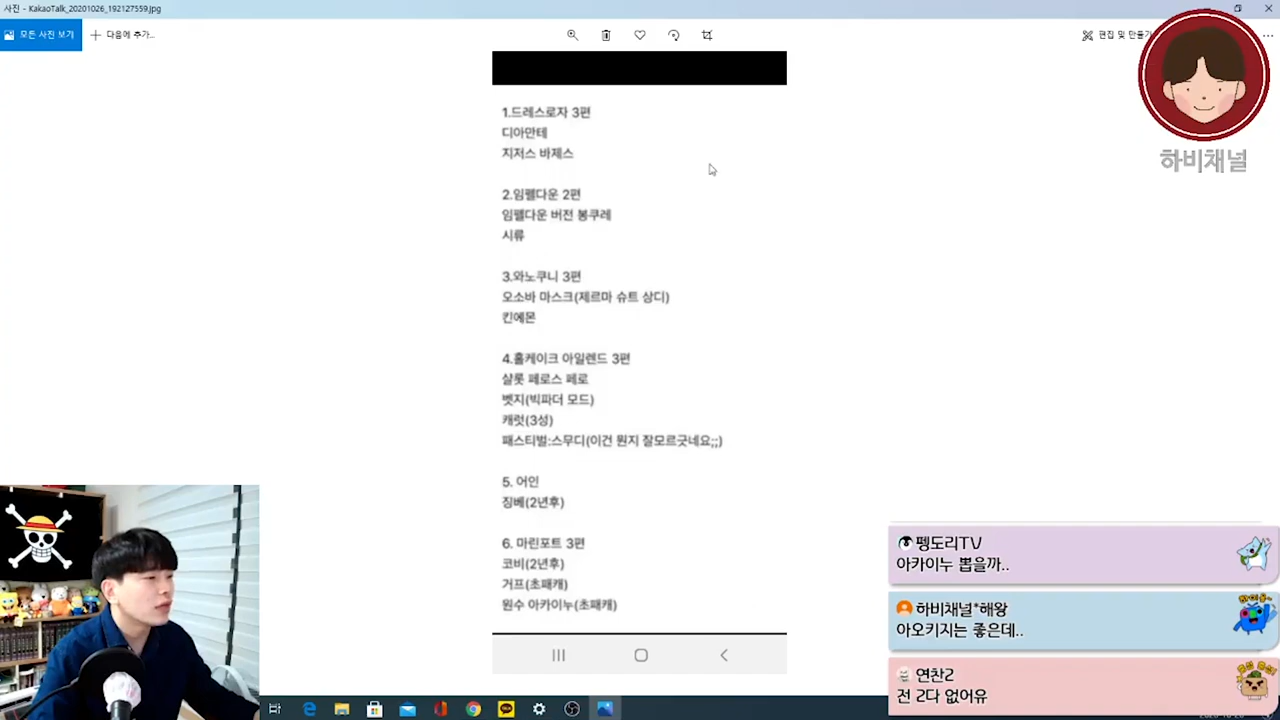 사진 - KakaoTalk_20201026_192127559.jpg
모든 사진 보기
다음에 추가...
편집 및 만들기
하비채널
1.드레스로자 3편
디아만테
지저스 바제스
2.임펠다운 2편
임펠다운 버전 봉쿠레
시류
3.와노쿠니 3편
오소바 마스크(제르마 슈트 상디)
킨에몬
4.홀케이크 아일렌드 3편
샬롯 페로스 페로
벳지(빅파더 모드)
캐럿(3성)
패스티벌:스무디(이건 뭔지 잘모르긋네요;;)
5. 어인
징베(2년후)
6. 마린포트 3편
코비(2년후)
거프(초패캐)
원수 아카이누(초패캐)
펭도리TV
아카이누 뽑을까..
하비채널*해왕
아오키지는 좋은데..
연찬2
전 2다 없어유